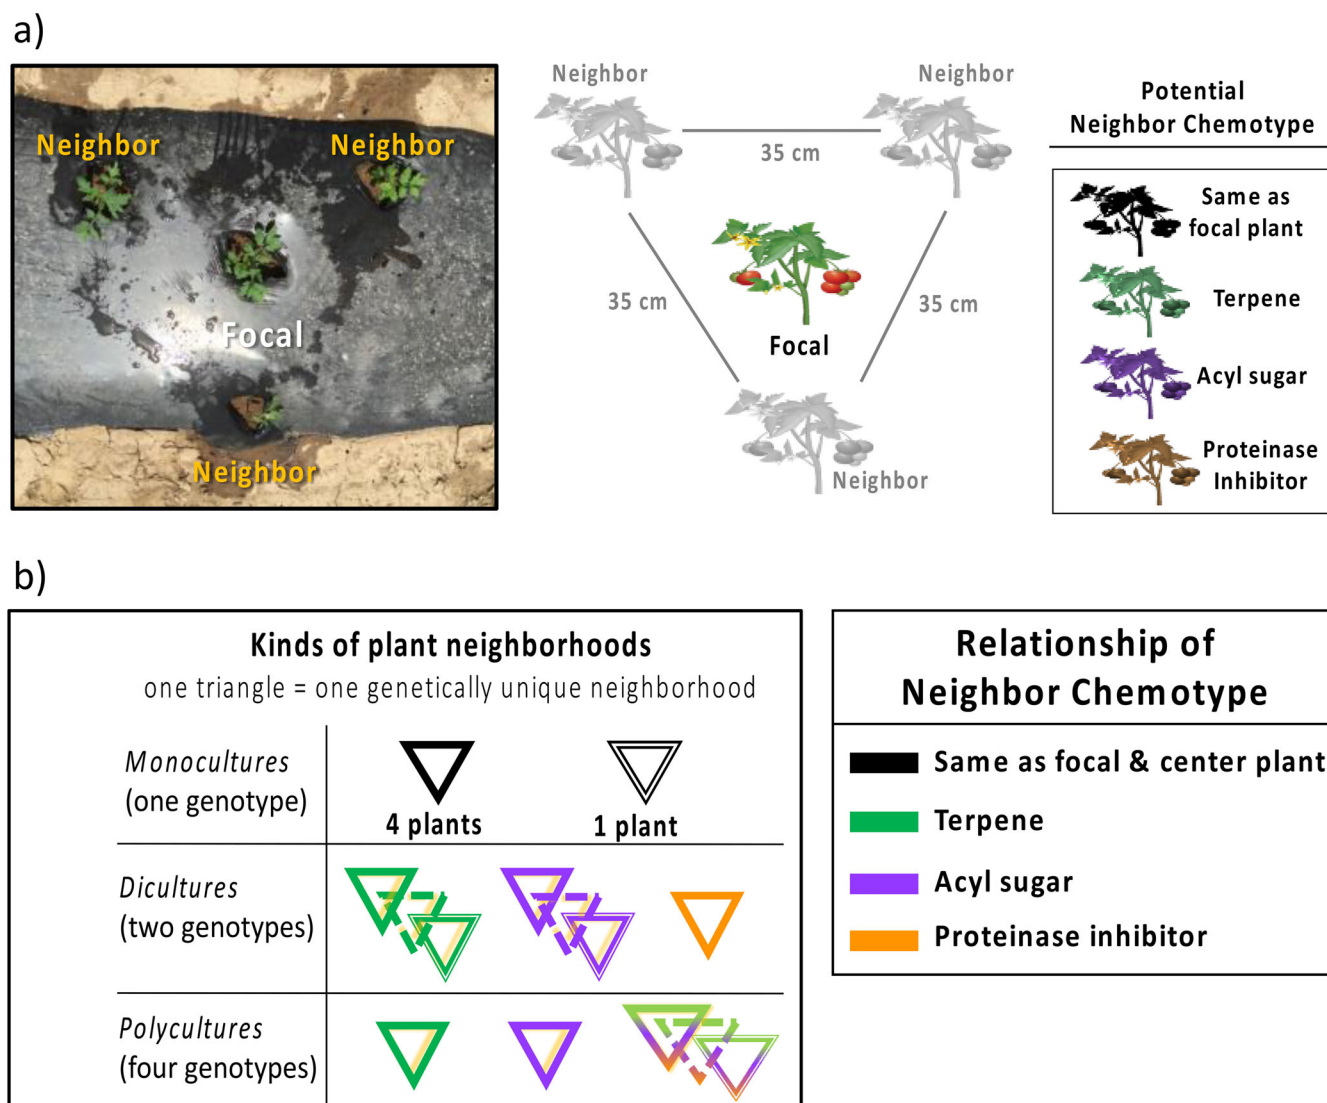 a)
Neighbor
Neighbor
Focal
Neighbor
Neighbor
Neighbor
35 cm
35 cm
35 cm
Focal
Neighbor
Potential
Neighbor Chemotype
Same as
focal plant
Terpene
Acyl sugar
Proteinase
Inhibitor
b)
Kinds of plant neighborhoods
one triangle = one genetically unique neighborhood
Monocultures
(one genotype)
4 plants
1 plant
Dicultures
(two genotypes)
Polycultures
(four genotypes)
Relationship of
Neighbor Chemotype
Same as focal & center plant
Terpene
Acyl sugar
Proteinase inhibitor